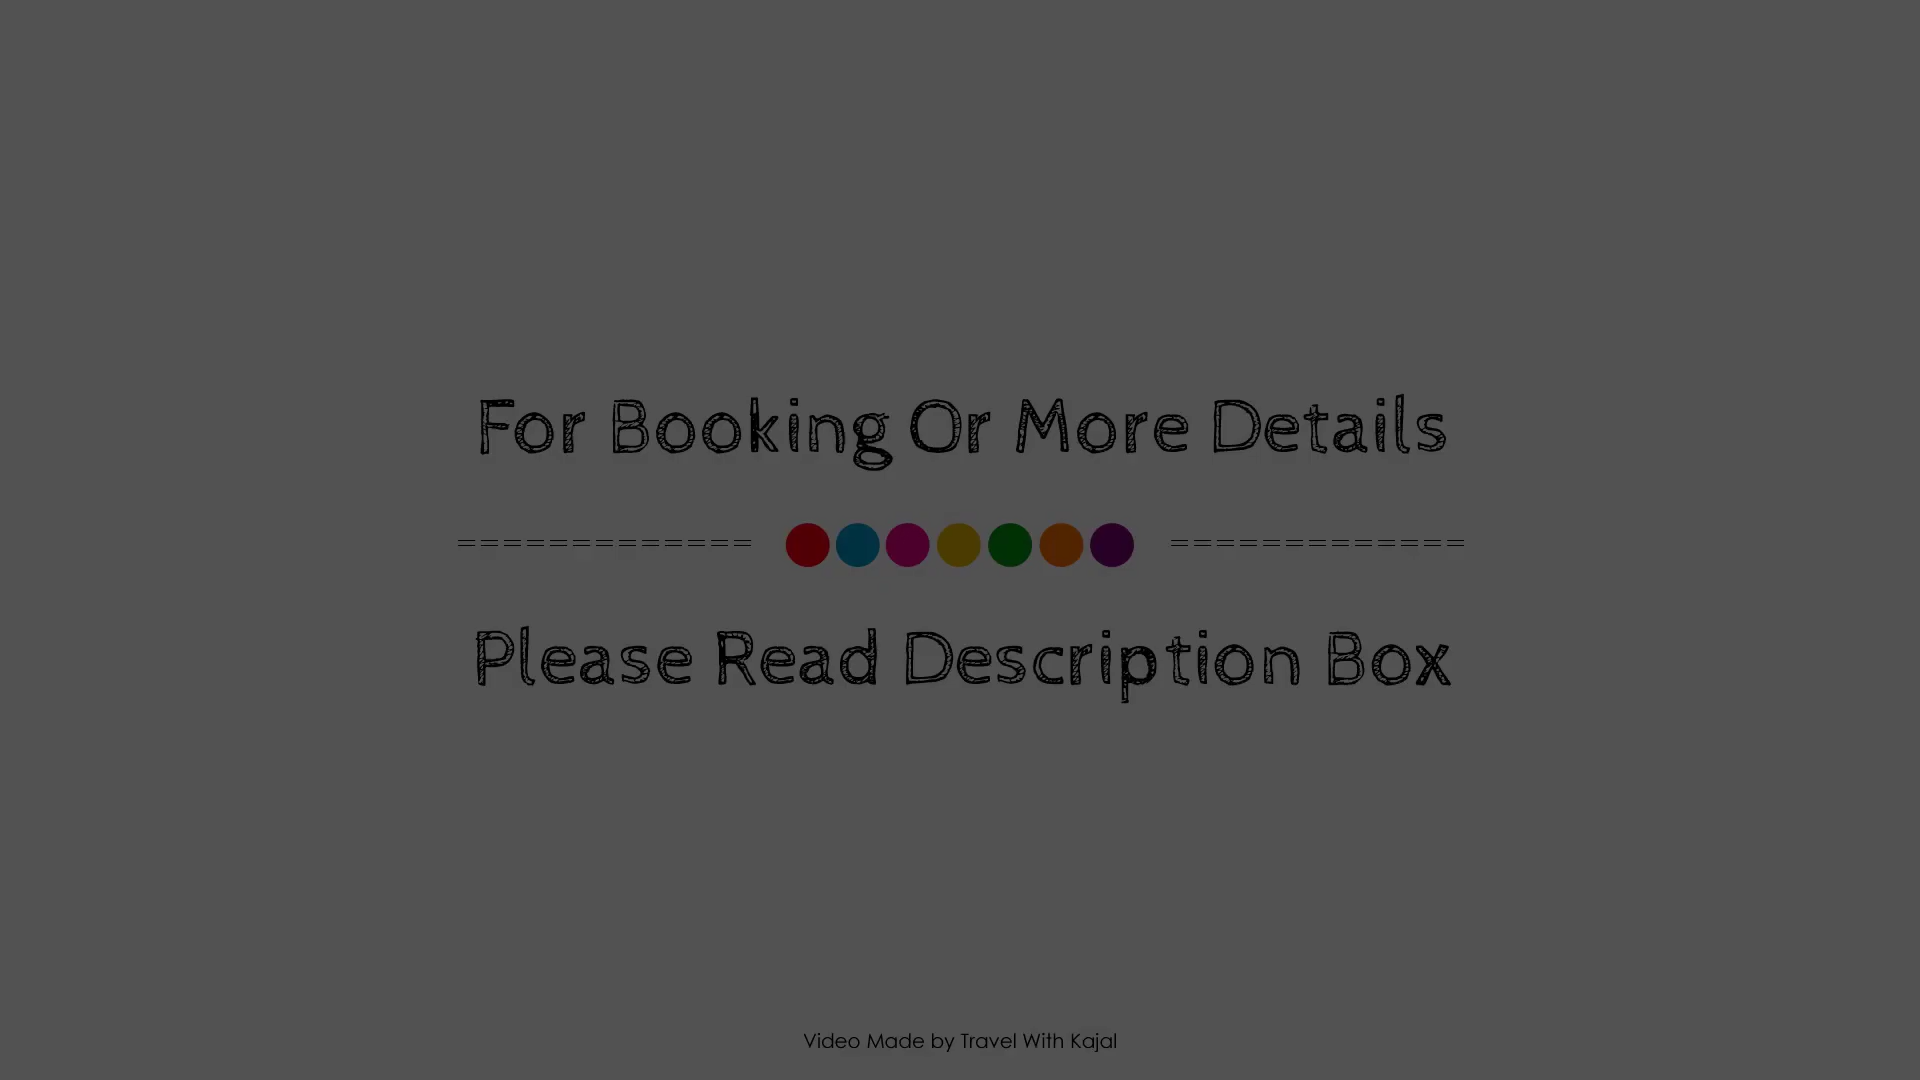 For Booking Or More Details
============= =============
Please Read Description Box
Video Made by Travel With Kajal